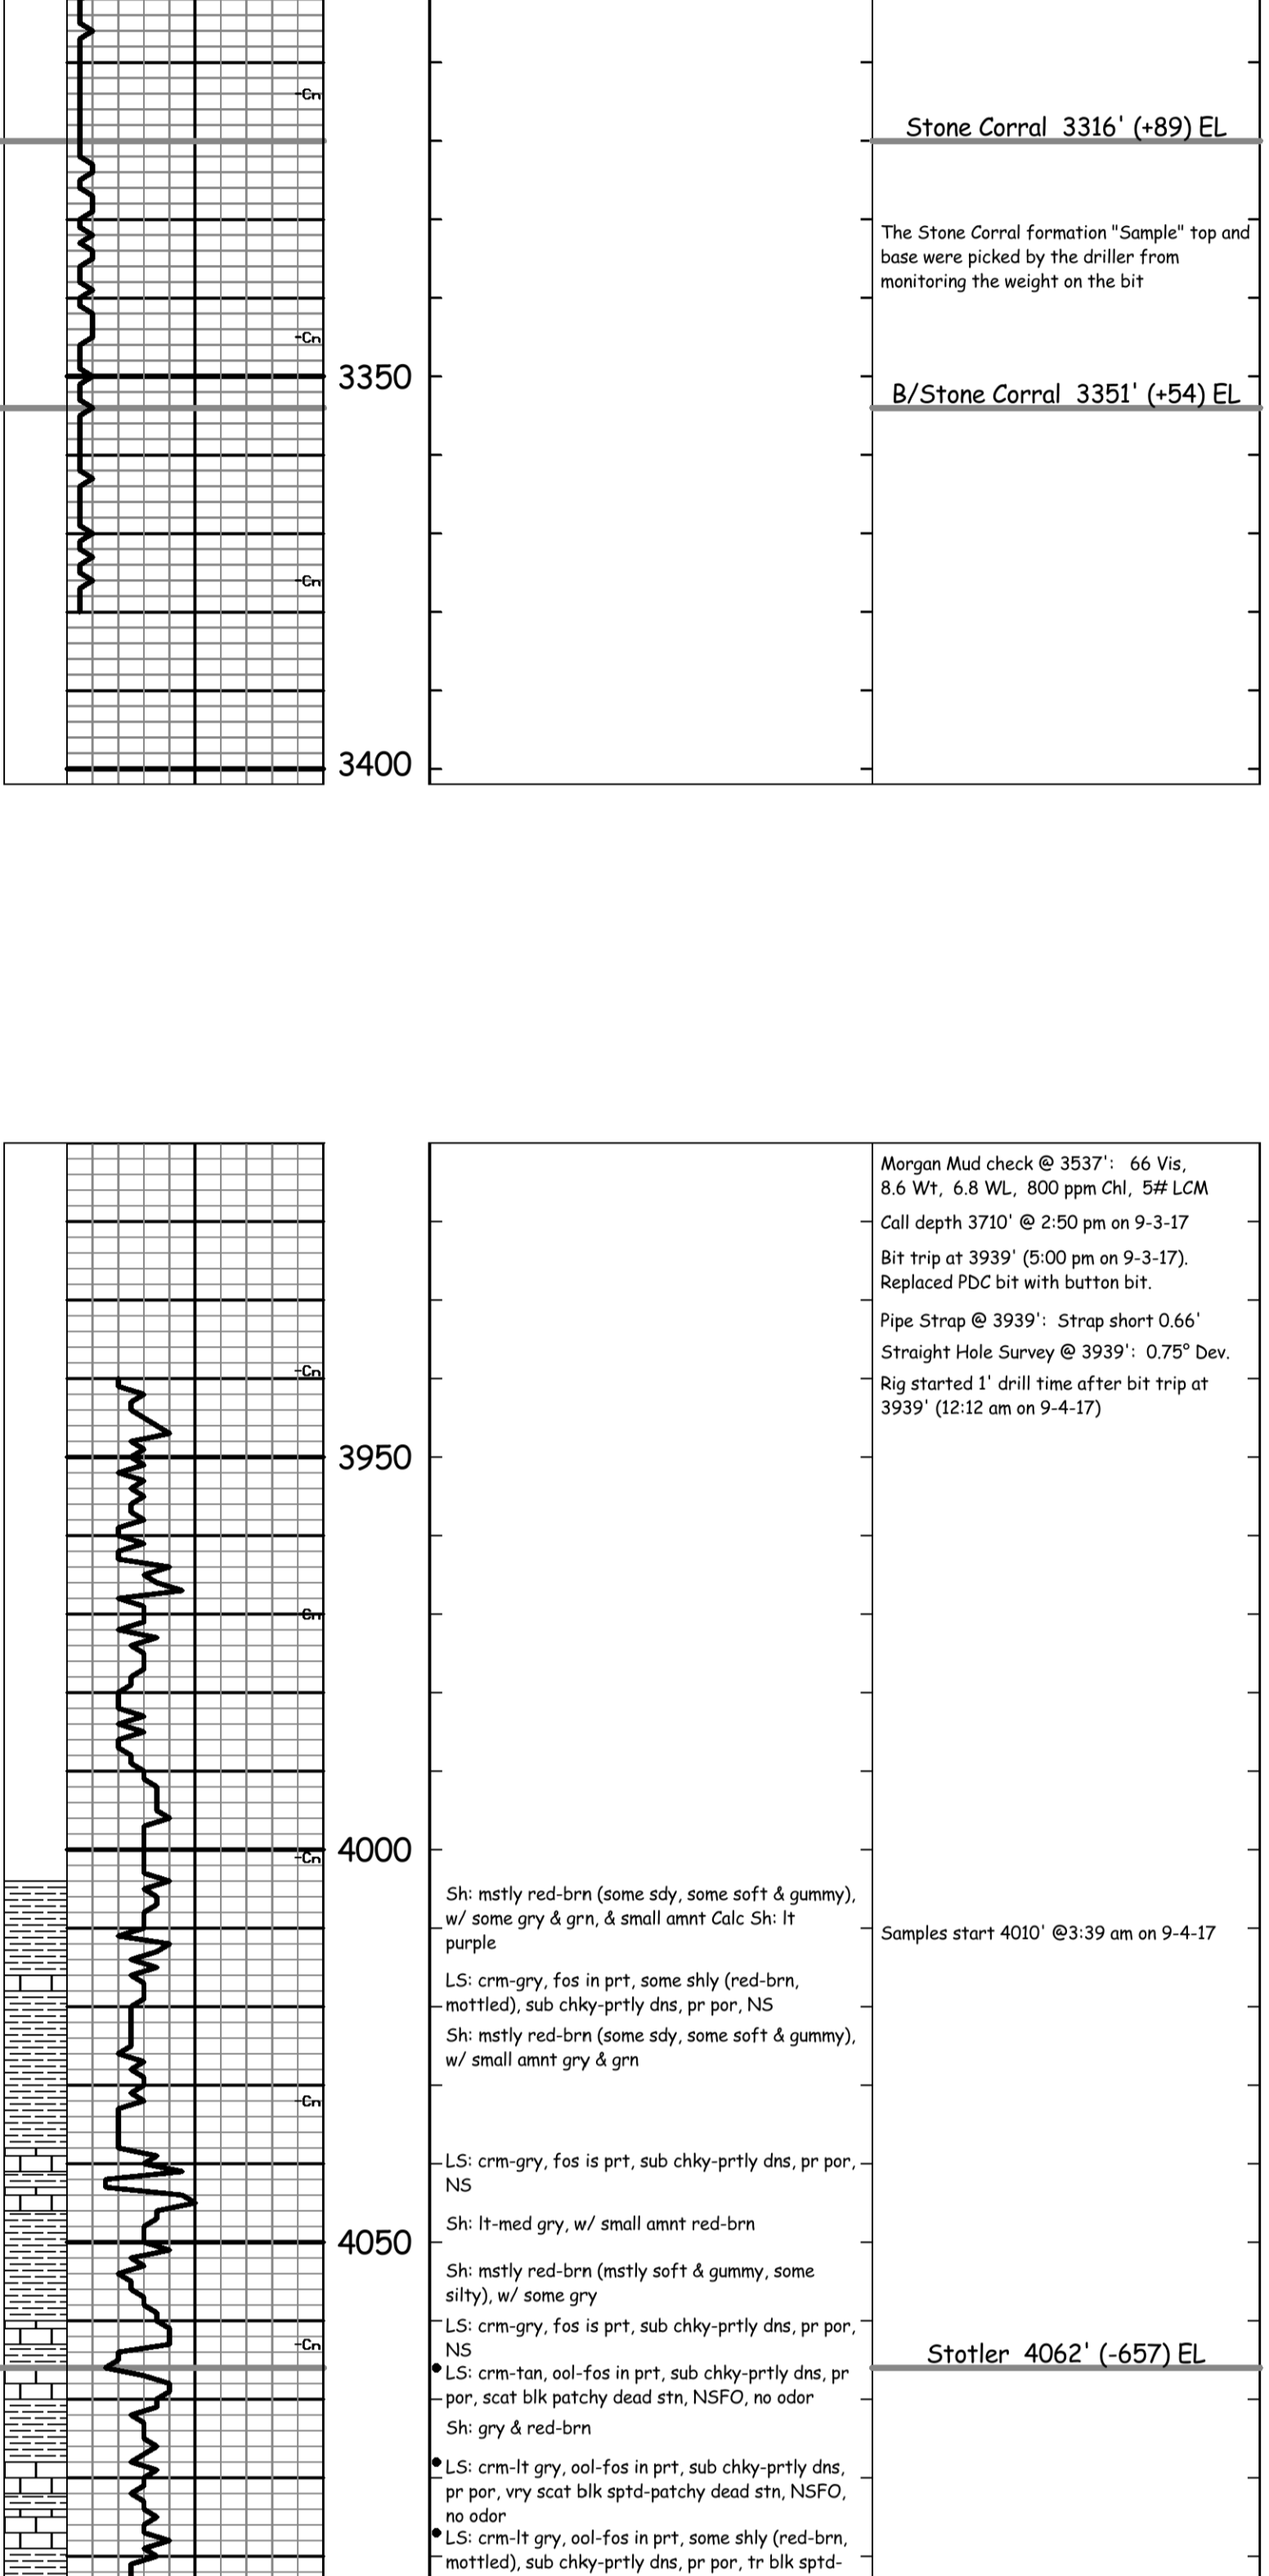 -Cn
Stone Corral 3316' (+89) EL
The Stone Corral formation "Sample" top and
base were picked by the driller from
monitoring the weight on the bit
-Cn
3350
B/Stone Corral 3351' (+54) EL
-Cn
3400
Morgan Mud check @ 3537': 66 Vis,
8.6 Wt, 6.8 WL, 800 ppm Chl, 5# LCM
Call depth 3710' @ 2:50 pm on 9-3-17
Bit trip at 3939' (5:00 pm on 9-3-17).
Replaced PDC bit with button bit.
Pipe Strap @ 3939': Strap short 0.66'
Straight Hole Survey @ 3939': 0.75° Dev.
-Cn
Rig started 1' drill time after bit trip at
3939' (12:12 am on 9-4-17)
3950
-Cn
4000
-Cn
Sh: mstly red-brn (some sdy, some soft & gummy),
w/ some gry & grn, & small amnt Calc Sh: lt
purple
Samples start 4010' @3:39 am on 9-4-17
LS: crm-gry, fos in prt, some shly (red-brn,
mottled), sub chky-prtly dns, pr por, NS
Sh: mstly red-brn (some sdy, some soft & gummy),
w/ small amnt gry & grn
-Cn
LS: crm-gry, fos is prt, sub chky-prtly dns, pr por,
NS
Sh: lt-med gry, w/ small amnt red-brn
4050
Sh: mstly red-brn (mstly soft & gummy, some
silty), w/ some gry
LS: crm-gry, fos is prt, sub chky-prtly dns, pr por,
NS
-Cn
Stotler 4062' (-657) EL
LS: crm-tan, ool-fos in prt, sub chky-prtly dns, pr
por, scat blk patchy dead stn, NSFO, no odor
Sh: gry & red-brn
LS: crm-lt gry, ool-fos in prt, sub chky-prtly dns,
pr por, vry scat blk sptd-patchy dead stn, NSFO,
no odor
LS: crm-lt gry, ool-fos in prt, some shly (red-brn,
mottled), sub chky-prtly dns, pr por, tr blk sptd-